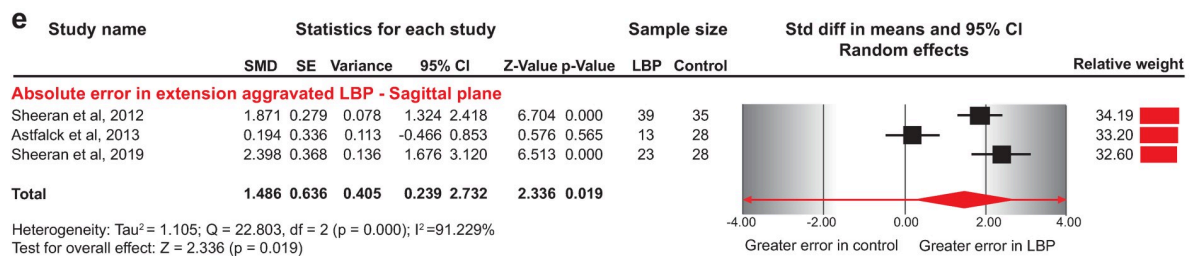 e
Study name Statistics for each study Sample size Std diff in means and 95% CI
Random effects
SMD SE Variance 95% CI Z-Value p-Value LBP Control Relative weight
Absolute error in extension aggravated LBP - Sagittal plane
Sheeran et al, 2012 1.871 0.279 0.078 1.324 2.418 6.704 0.000 39 35 34.19
Astfalck et al, 2013 0.194 0.336 0.113 -0.466 0.853 0.576 0.565 13 28 33.20
Sheeran et al, 2019 2.398 0.368 0.136 1.676 3.120 6.513 0.000 23 28 32.60
Total 1.486 0.636 0.405 0.239 2.732 2.336 0.019
-4.00 -2.00 0.00 2.00 4.00
Heterogeneity: Tau² = 1.105; Q = 22.803, df = 2 (p = 0.000); I² =91.229%
Greater error in control Greater error in LBP
Test for overall effect: Z = 2.336 (p = 0.019)